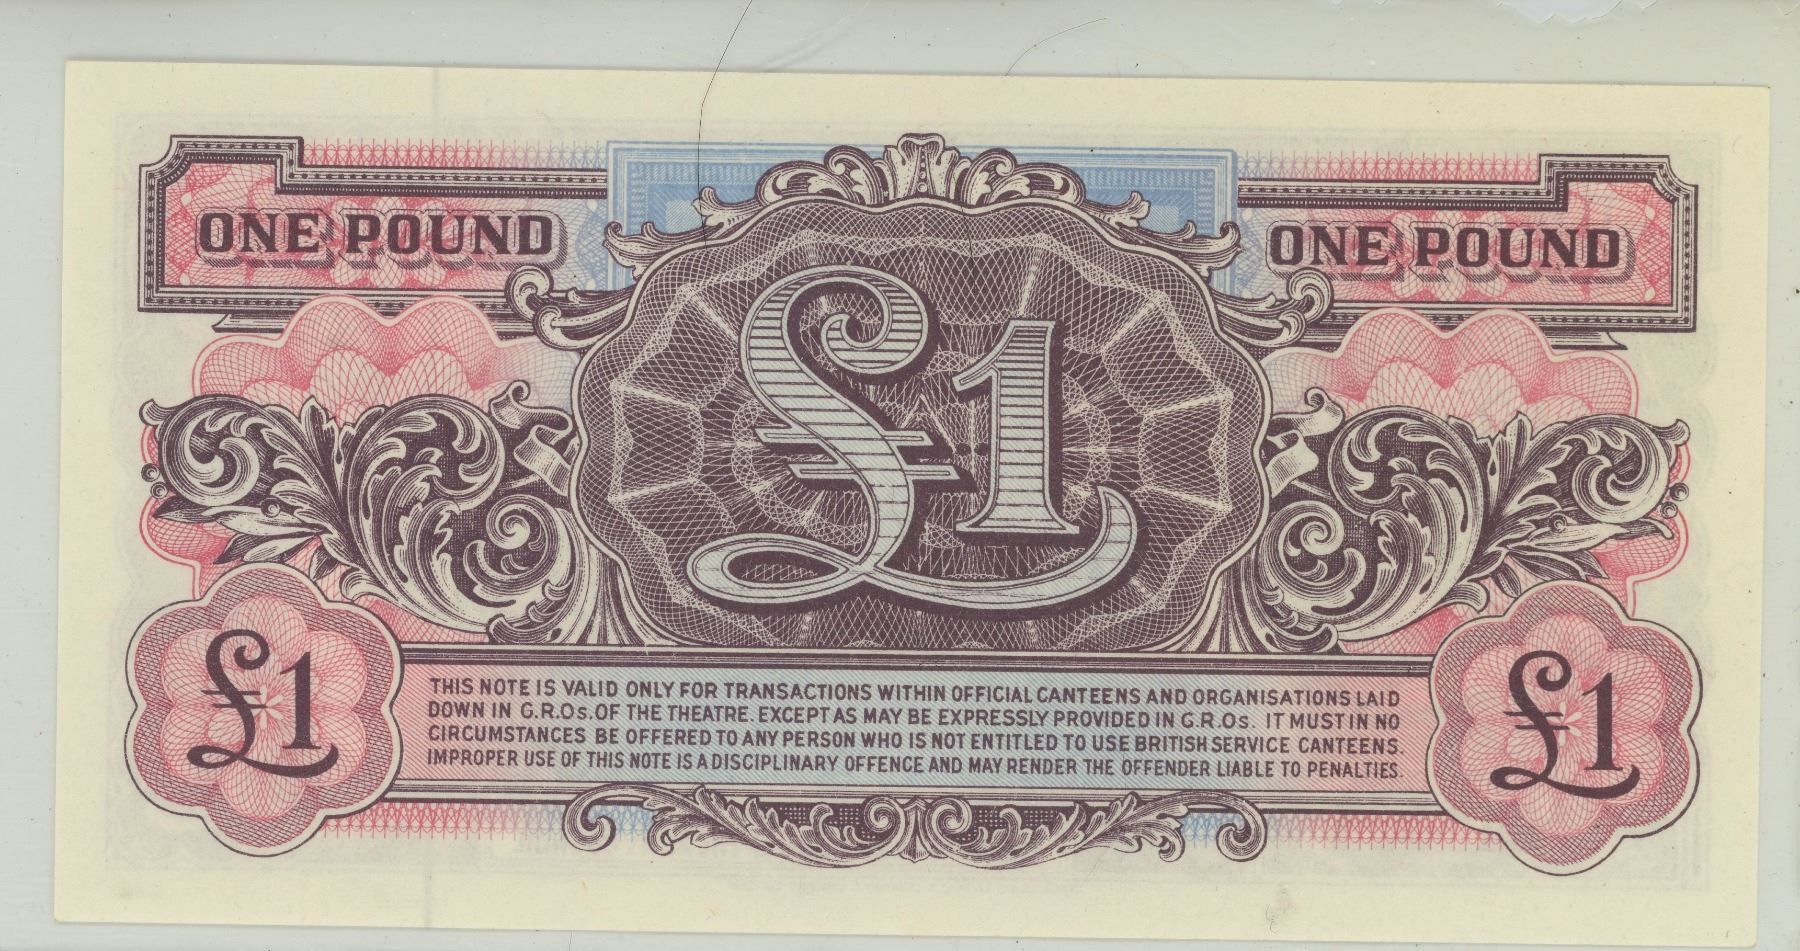 ONE POUND
ONE POUND
£1
THIS NOTE IS VALID ONLY FOR TRANSACTIONS WITHIN OFFICIAL CANTEENS AND ORGANISATIONS LAID
DOWN IN G.R.Os. OF THE THEATRE. EXCEPT AS MAY BE EXPRESSLY PROVIDED IN G.R.Os. IT MUST IN NO
CIRCUMSTANCES BE OFFERED TO ANY PERSON WHO IS NOT ENTITLED TO USE BRITISH SERVICE CANTEENS.
IMPROPER USE OF THIS NOTE IS A DISCIPLINARY OFFENCE AND MAY RENDER THE OFFENDER LIABLE TO PENALTIES.
£1
£1